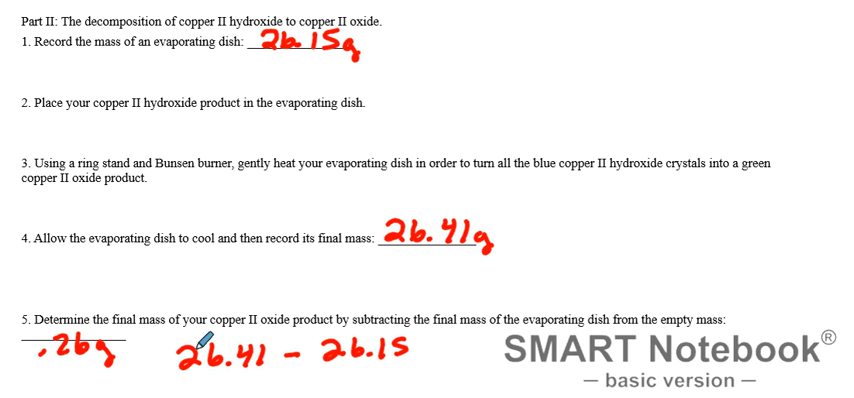 Part II: The decomposition of copper II hydroxide to copper II oxide.
1. Record the mass of an evaporating dish: 26.15g
2. Place your copper II hydroxide product in the evaporating dish.
3. Using a ring stand and Bunsen burner, gently heat your evaporating dish in order to turn all the blue copper II hydroxide crystals into a green
copper II oxide product.
4. Allow the evaporating dish to cool and then record its final mass: 26.41g
5. Determine the final mass of your copper II oxide product by subtracting the final mass of the evaporating dish from the empty mass:
.26g 26.41 - 26.15
SMART Notebook®
— basic version —